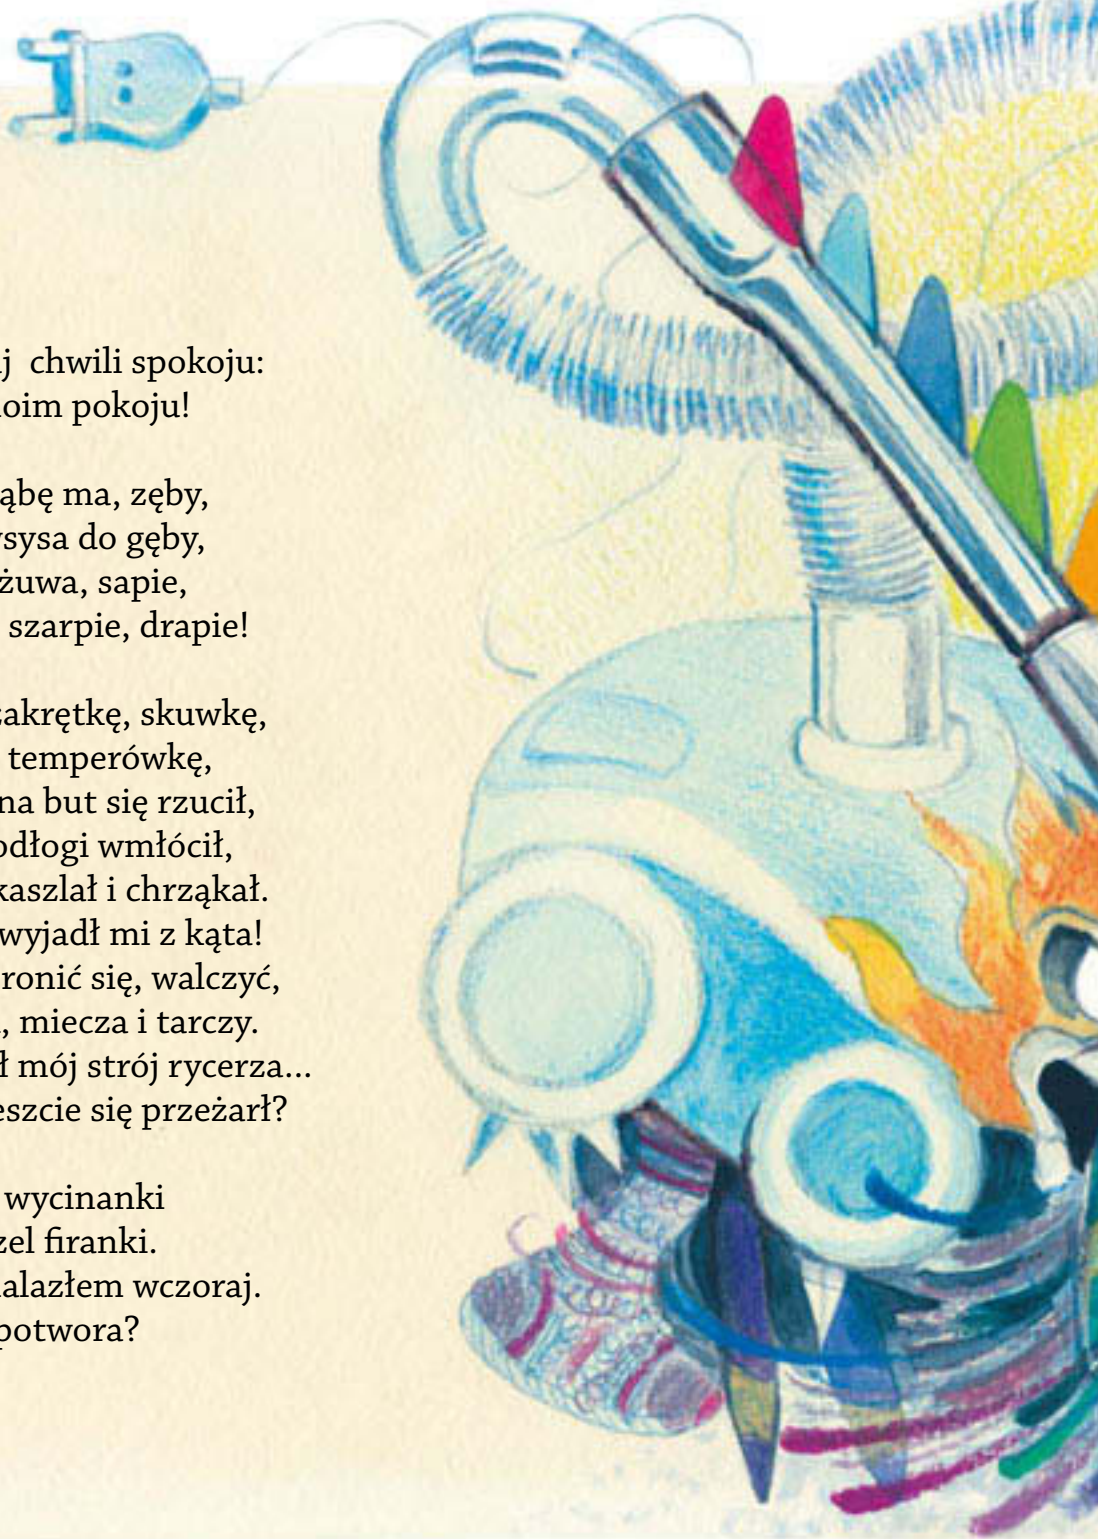 j chwili spokoju:
oim pokoju!
ąbę ma, zęby,
ysysa do gęby,
żuwa, sapie,
szarpie, drapie!
zakrętkę, skuwkę,
temperówkę,
na but się rzucił,
odłogi wmłócił,
kaszlał i chrząkał.
wyjadł mi z kąta!
ronić się, walczyć,
, miecza i tarczy.
ł mój strój rycerza...
eszcie się przeżarł?
wycinanki
zel firanki.
alazłem wczoraj.
potwora?